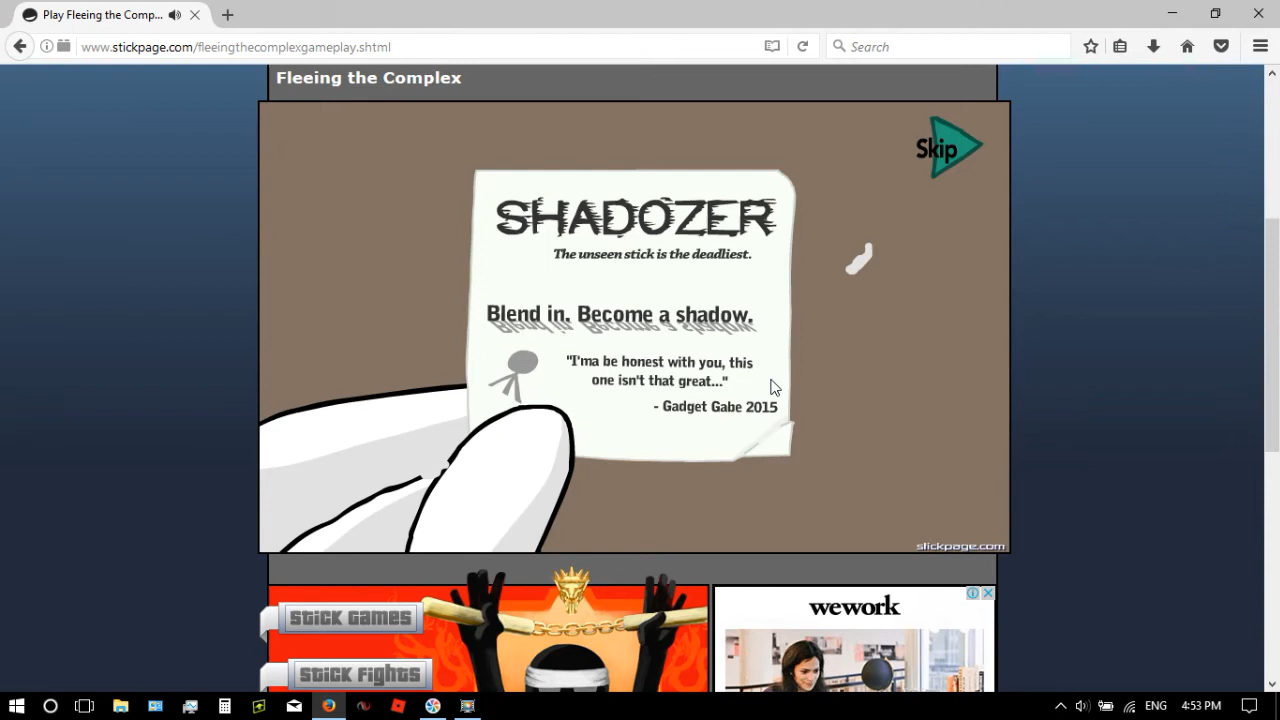 Play Fleeing the Comp...
www.stickpage.com/fleeingthecomplexgameplay.shtml
Search
Fleeing the Complex
Skip
SHADOZER
The unseen stick is the deadliest.
Blend in. Become a shadow.
"I'ma be honest with you, this
one isn't that great..."
- Gadget Gabe 2015
stickpage.com
STICK GAMES
wework
STICK FIGHTS
ENG
4:53 PM